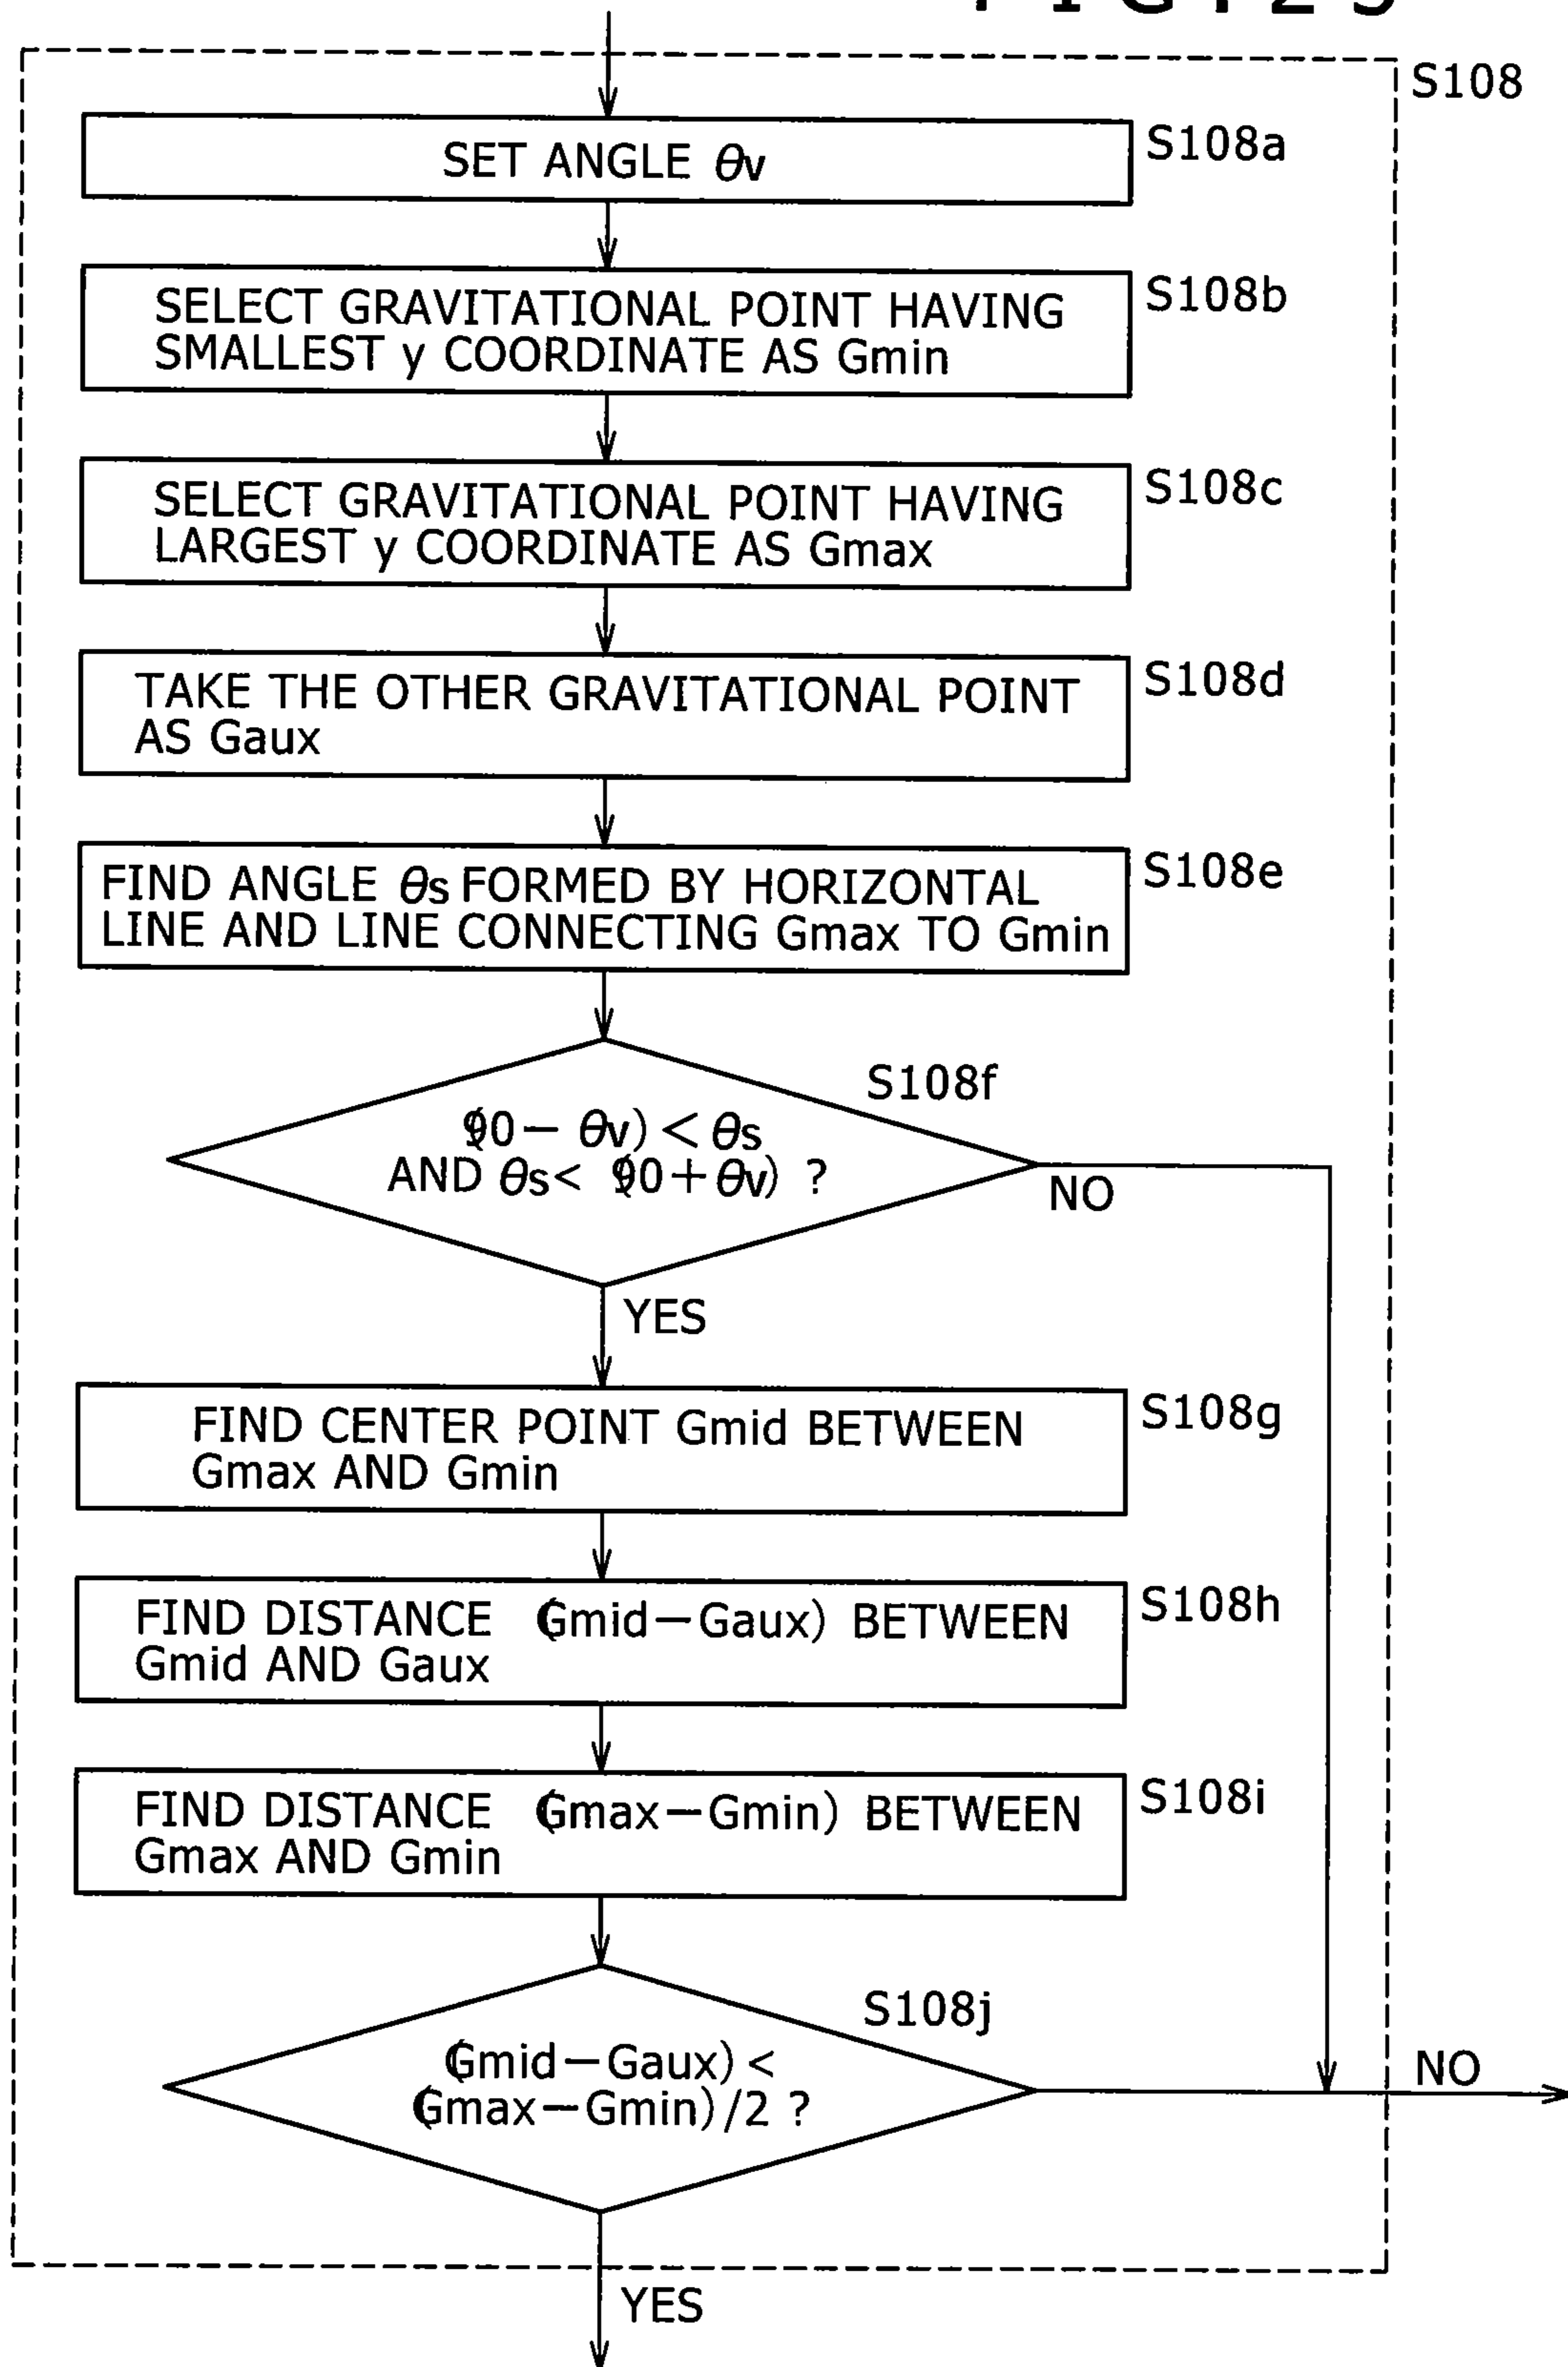 S108
S108a
SET ANGLE θv
S108b
SELECT GRAVITATIONAL POINT HAVING
SMALLEST y COORDINATE AS Gmin
S108c
SELECT GRAVITATIONAL POINT HAVING
LARGEST y COORDINATE AS Gmax
S108d
TAKE THE OTHER GRAVITATIONAL POINT
AS Gaux
S108e
FIND ANGLE θs FORMED BY HORIZONTAL
LINE AND LINE CONNECTING Gmax TO Gmin
S108f
(90− θv) < θs
AND θs< (90+θv) ?
NO
YES
S108g
FIND CENTER POINT Gmid BETWEEN
Gmax AND Gmin
S108h
FIND DISTANCE (Gmid−Gaux) BETWEEN
Gmid AND Gaux
S108i
FIND DISTANCE (Gmax−Gmin) BETWEEN
Gmax AND Gmin
S108j
(Gmid−Gaux) <
(Gmax−Gmin)/2 ?
NO
YES